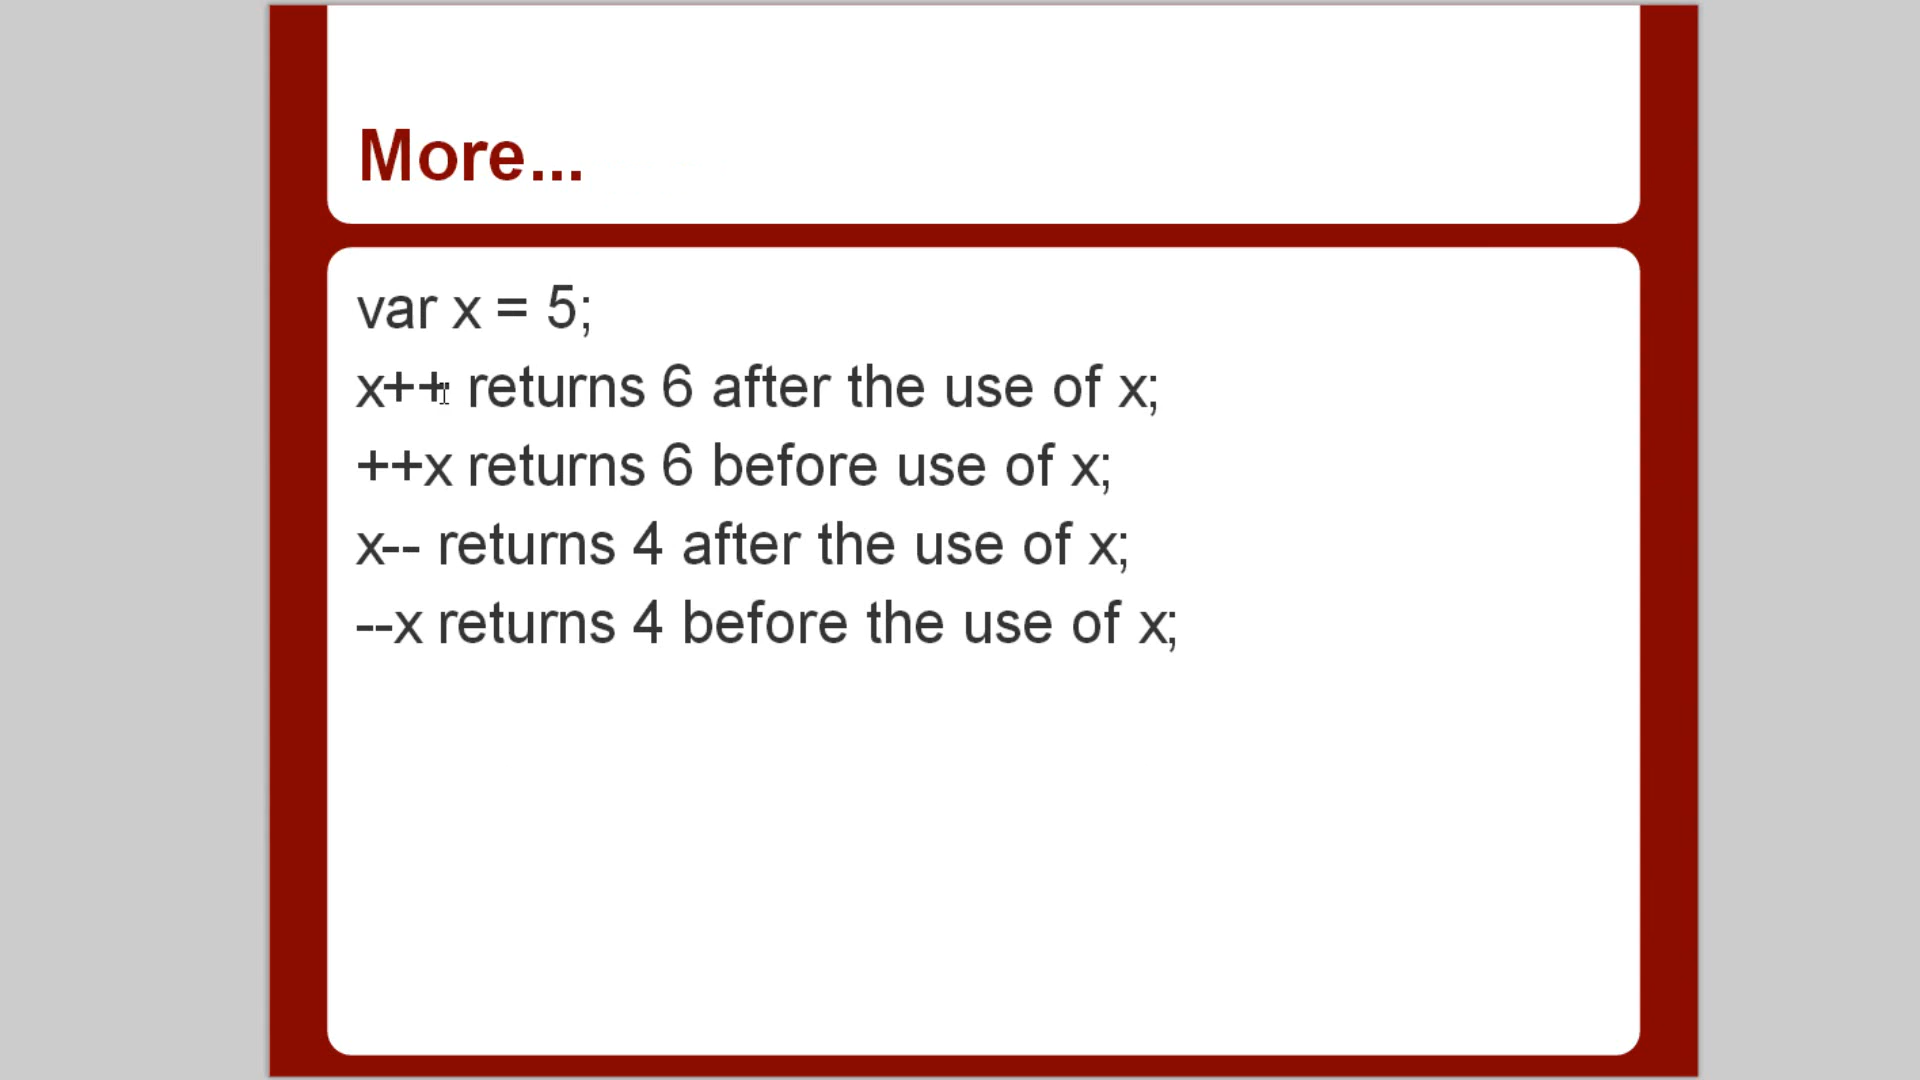 More...
var x = 5;
x++ returns 6 after the use of x;
++x returns 6 before use of x;
x-- returns 4 after the use of x;
--x returns 4 before the use of x;